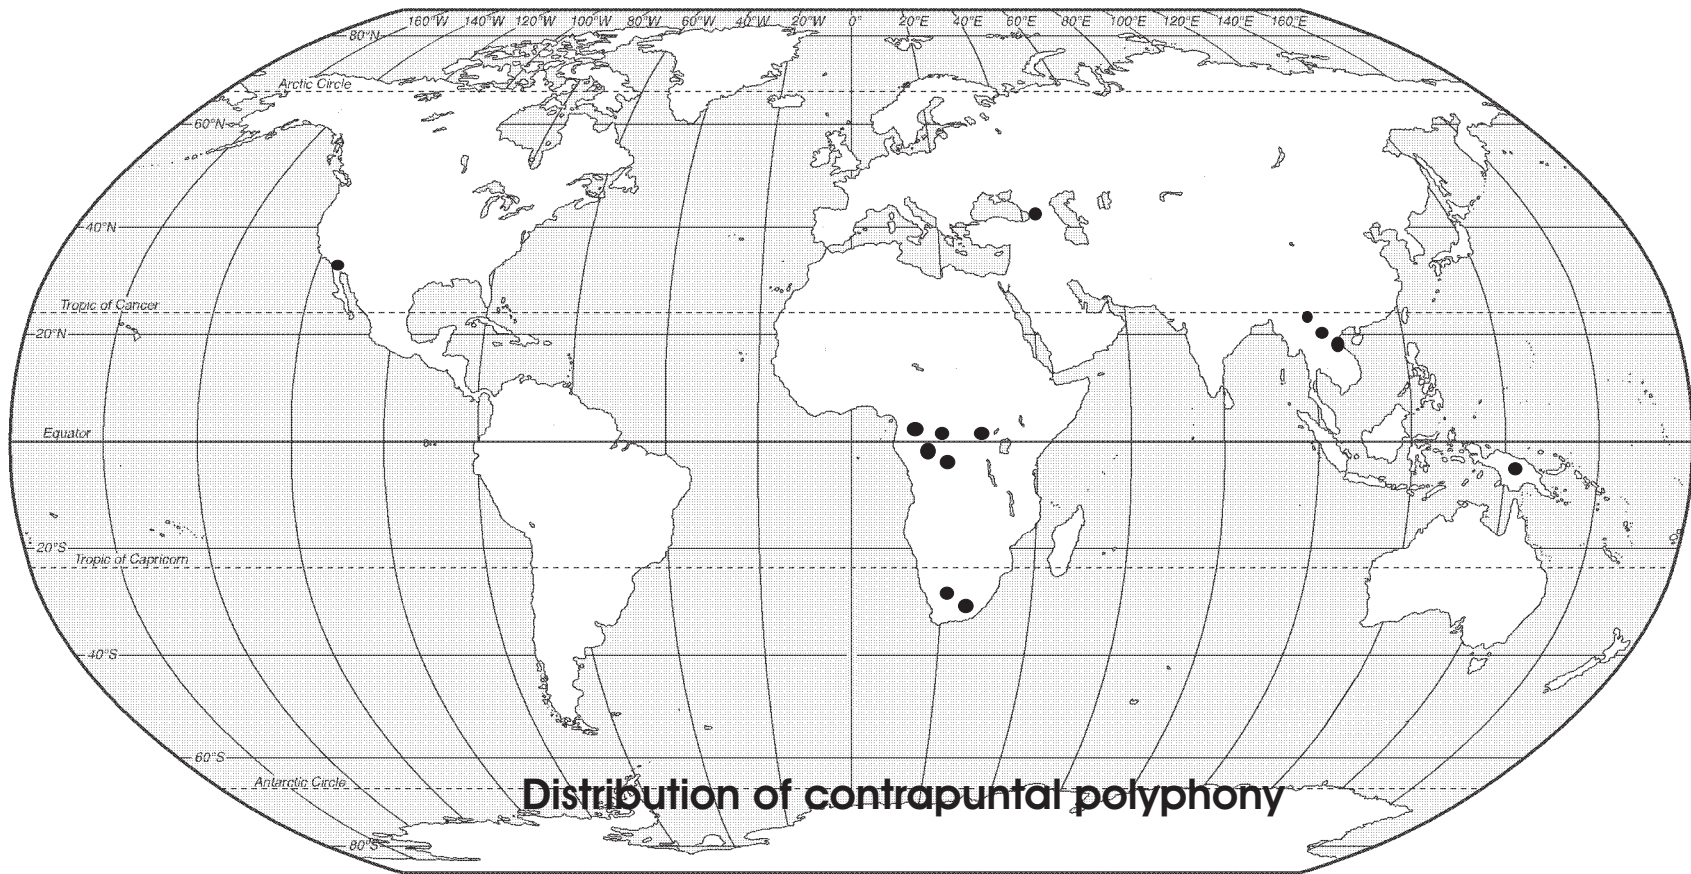 160°W 140°W 120°W 100°W 80°W 60°W 40°W 20°W 0° 20°E 40°E 60°E 80°E 100°E 120°E 140°E 160°E
80°N
Arctic Circle
60°N
40°N
Tropic of Cancer
20°N
Equator
20°S
Tropic of Capricorn
40°S
60°S
Antarctic Circle
Distribution of contrapuntal polyphony
80°S